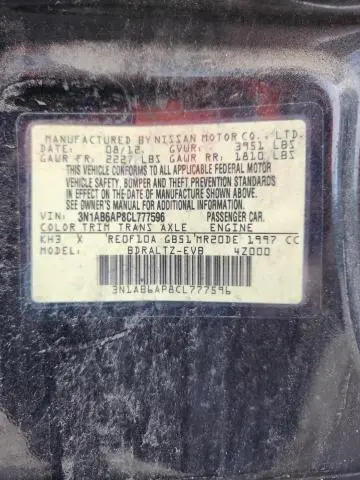 MANUFACTURED BY NISSAN MOTOR CO., LTD.
DATE: 08/12 GVWR: 3951 LBS
GAWR FR: 2227 LBS GAWR RR: 1810 LBS
THIS VEHICLE CONFORMS TO ALL APPLICABLE FEDERAL MOTOR
VEHICLE SAFETY, BUMPER AND THEFT PREVENTION STANDARDS
IN EFFECT ON THE DATE OF MANUFACTURE SHOWN ABOVE.
SEE OWNER'S MANUAL FOR ADDITIONAL INFORMATION.
VIN: 3N1AB6AP8CL777596 PASSENGER CAR.
COLOR TRIM TRANS AXLE ENGINE
KH3 X RE0F10A GB51 MR20DE 1997 CC
MODEL: BDRALTZ-EVB 4Z000
3N1AB6AP8CL777596